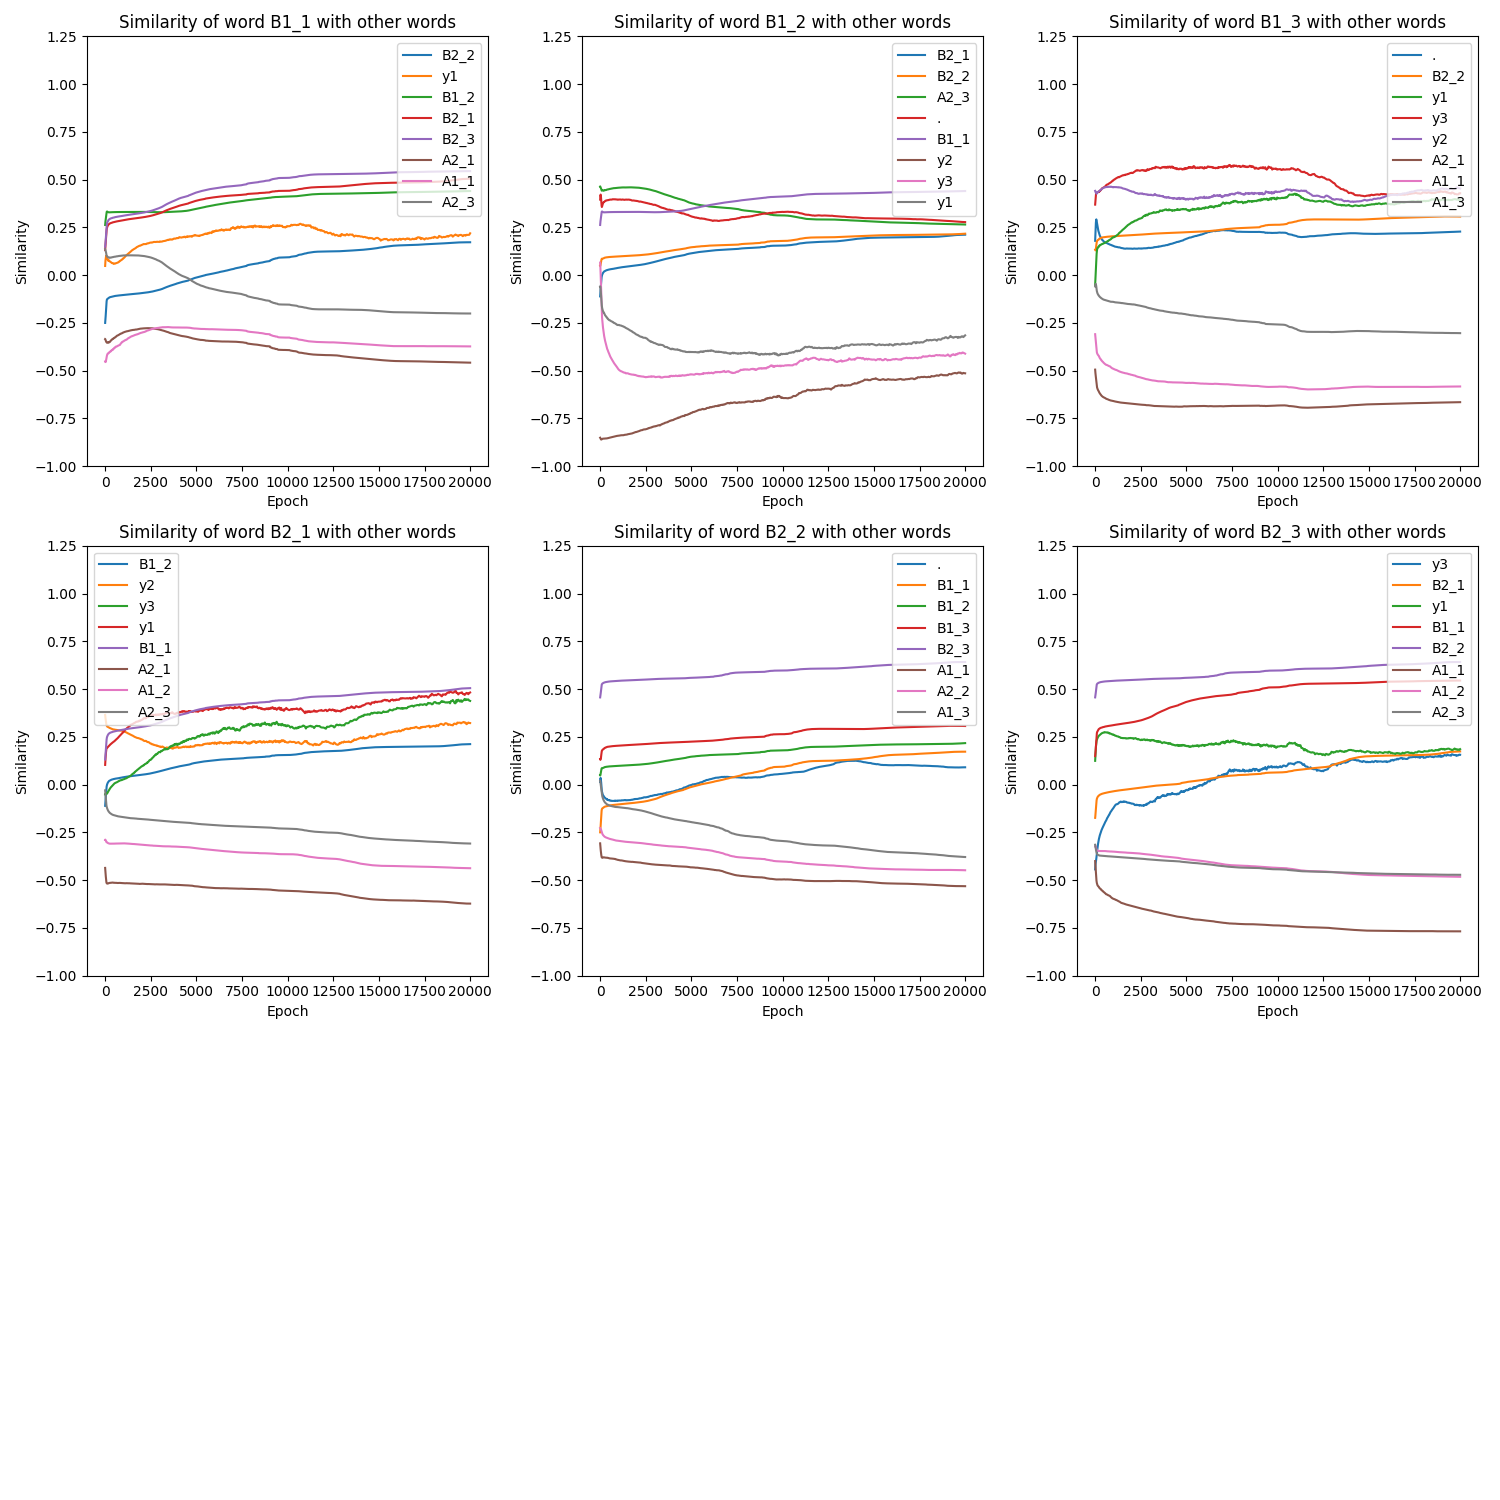 Similarity of word B1_1 with other words
Similarity
1.25
1.00
0.75
0.50
0.25
0.00
−0.25
−0.50
−0.75
−1.00
B2_2
y1
B1_2
B2_1
B2_3
A2_1
A1_1
A2_3
0 2500 5000 7500 10000 12500 15000 17500 20000
Epoch
Similarity of word B1_2 with other words
Similarity
1.25
1.00
0.75
0.50
0.25
0.00
−0.25
−0.50
−0.75
−1.00
B2_1
B2_2
A2_3
.
B1_1
y2
y3
y1
0 2500 5000 7500 10000 12500 15000 17500 20000
Epoch
Similarity of word B1_3 with other words
Similarity
1.25
1.00
0.75
0.50
0.25
0.00
−0.25
−0.50
−0.75
−1.00
.
B2_2
y1
y3
y2
A2_1
A1_1
A1_3
0 2500 5000 7500 10000 12500 15000 17500 20000
Epoch
Similarity of word B2_1 with other words
Similarity
1.25
1.00
0.75
0.50
0.25
0.00
−0.25
−0.50
−0.75
−1.00
B1_2
y2
y3
y1
B1_1
A2_1
A1_2
A2_3
0 2500 5000 7500 10000 12500 15000 17500 20000
Epoch
Similarity of word B2_2 with other words
Similarity
1.25
1.00
0.75
0.50
0.25
0.00
−0.25
−0.50
−0.75
−1.00
.
B1_1
B1_2
B1_3
B2_3
A1_1
A2_2
A1_3
0 2500 5000 7500 10000 12500 15000 17500 20000
Epoch
Similarity of word B2_3 with other words
Similarity
1.25
1.00
0.75
0.50
0.25
0.00
−0.25
−0.50
−0.75
−1.00
y3
B2_1
y1
B1_1
B2_2
A1_1
A1_2
A2_3
0 2500 5000 7500 10000 12500 15000 17500 20000
Epoch